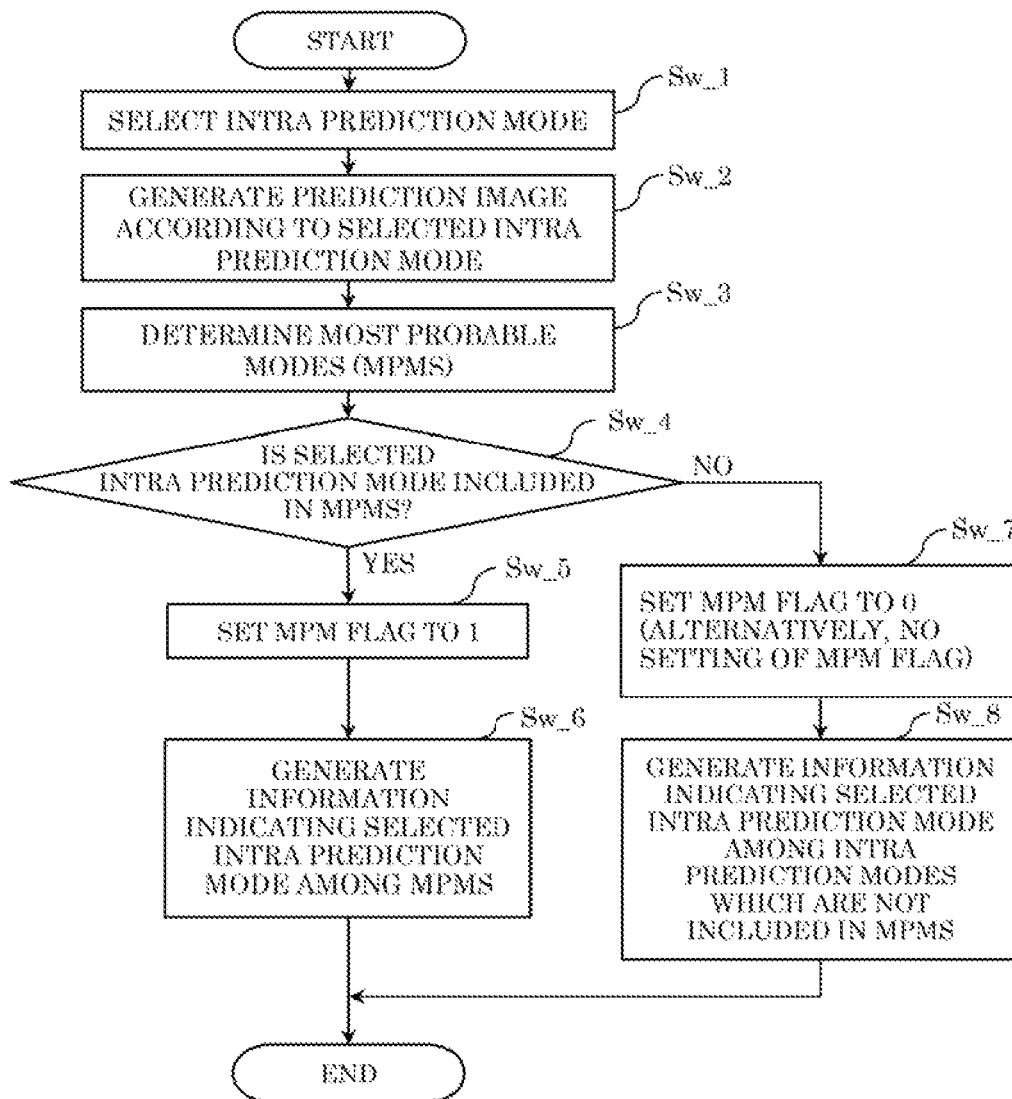 START
Sw_1
SELECT INTRA PREDICTION MODE
Sw_2
GENERATE PREDICTION IMAGE
ACCORDING TO SELECTED INTRA
PREDICTION MODE
Sw_3
DETERMINE MOST PROBABLE
MODES (MPMS)
Sw_4
IS SELECTED
INTRA PREDICTION MODE INCLUDED
IN MPMS?
NO
YES
Sw_5
SET MPM FLAG TO 1
Sw_6
GENERATE
INFORMATION
INDICATING SELECTED
INTRA PREDICTION
MODE AMONG MPMS
Sw_7
SET MPM FLAG TO 0
(ALTERNATIVELY, NO
SETTING OF MPM FLAG)
Sw_8
GENERATE INFORMATION
INDICATING SELECTED
INTRA PREDICTION MODE
AMONG INTRA
PREDICTION MODES
WHICH ARE NOT
INCLUDED IN MPMS
END